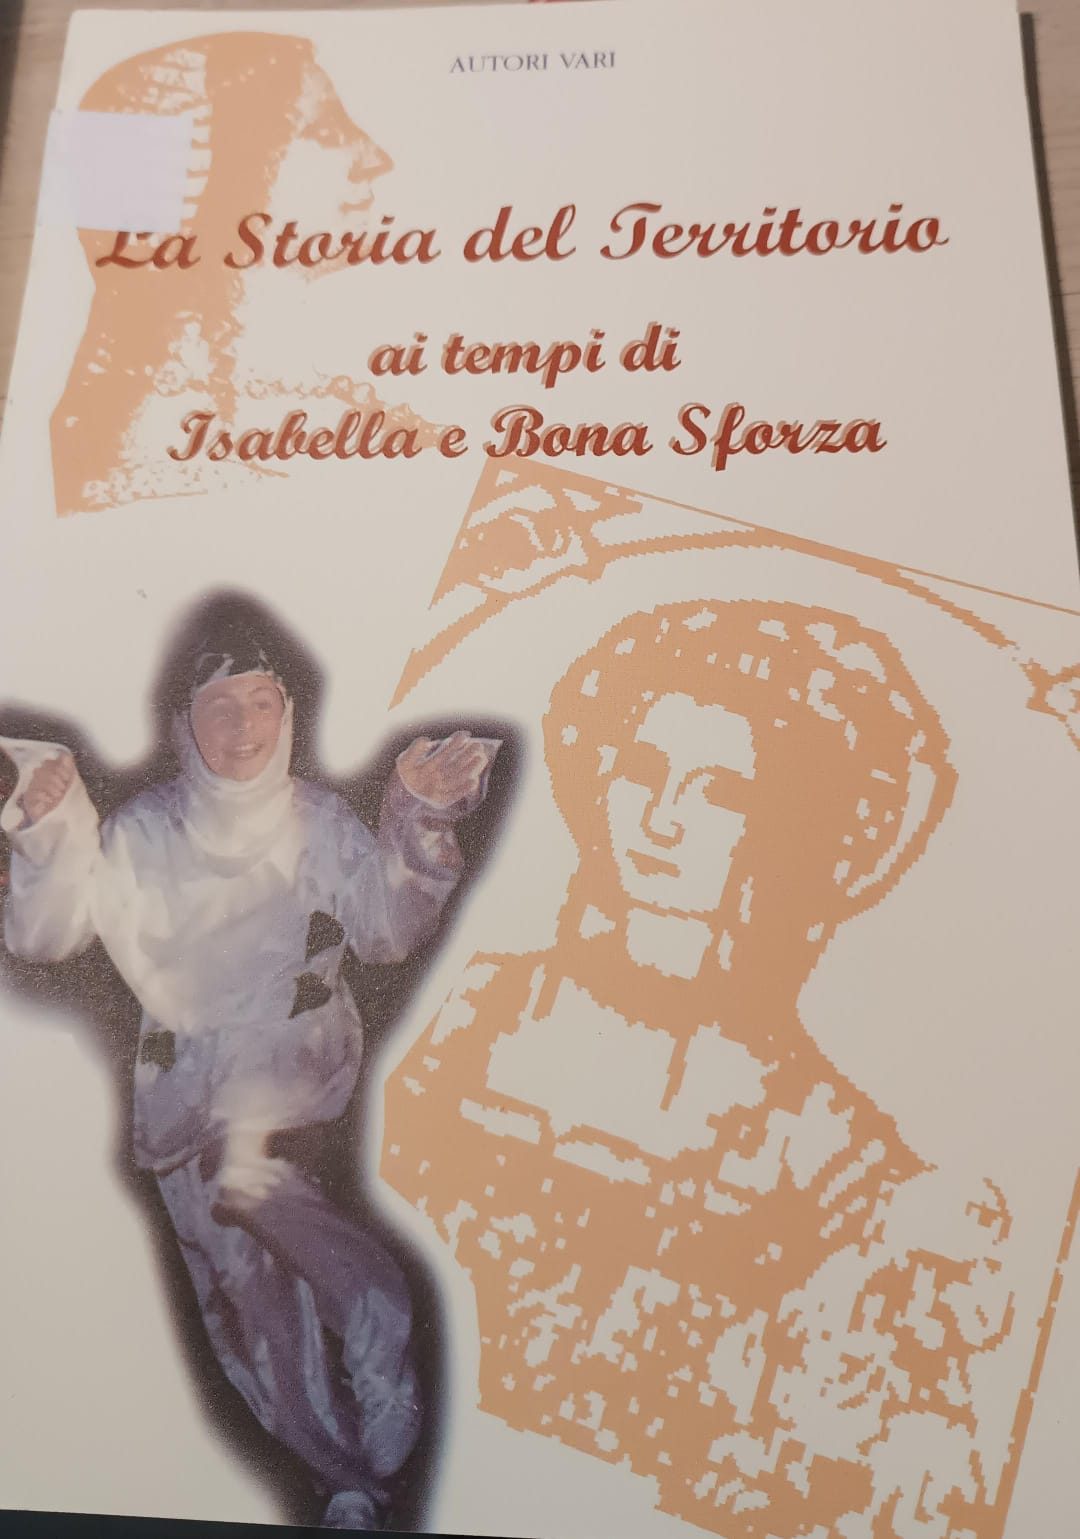 AUTORI VARI
La Storia del Territorio
ai tempi di
Isabella e Bona Sforza